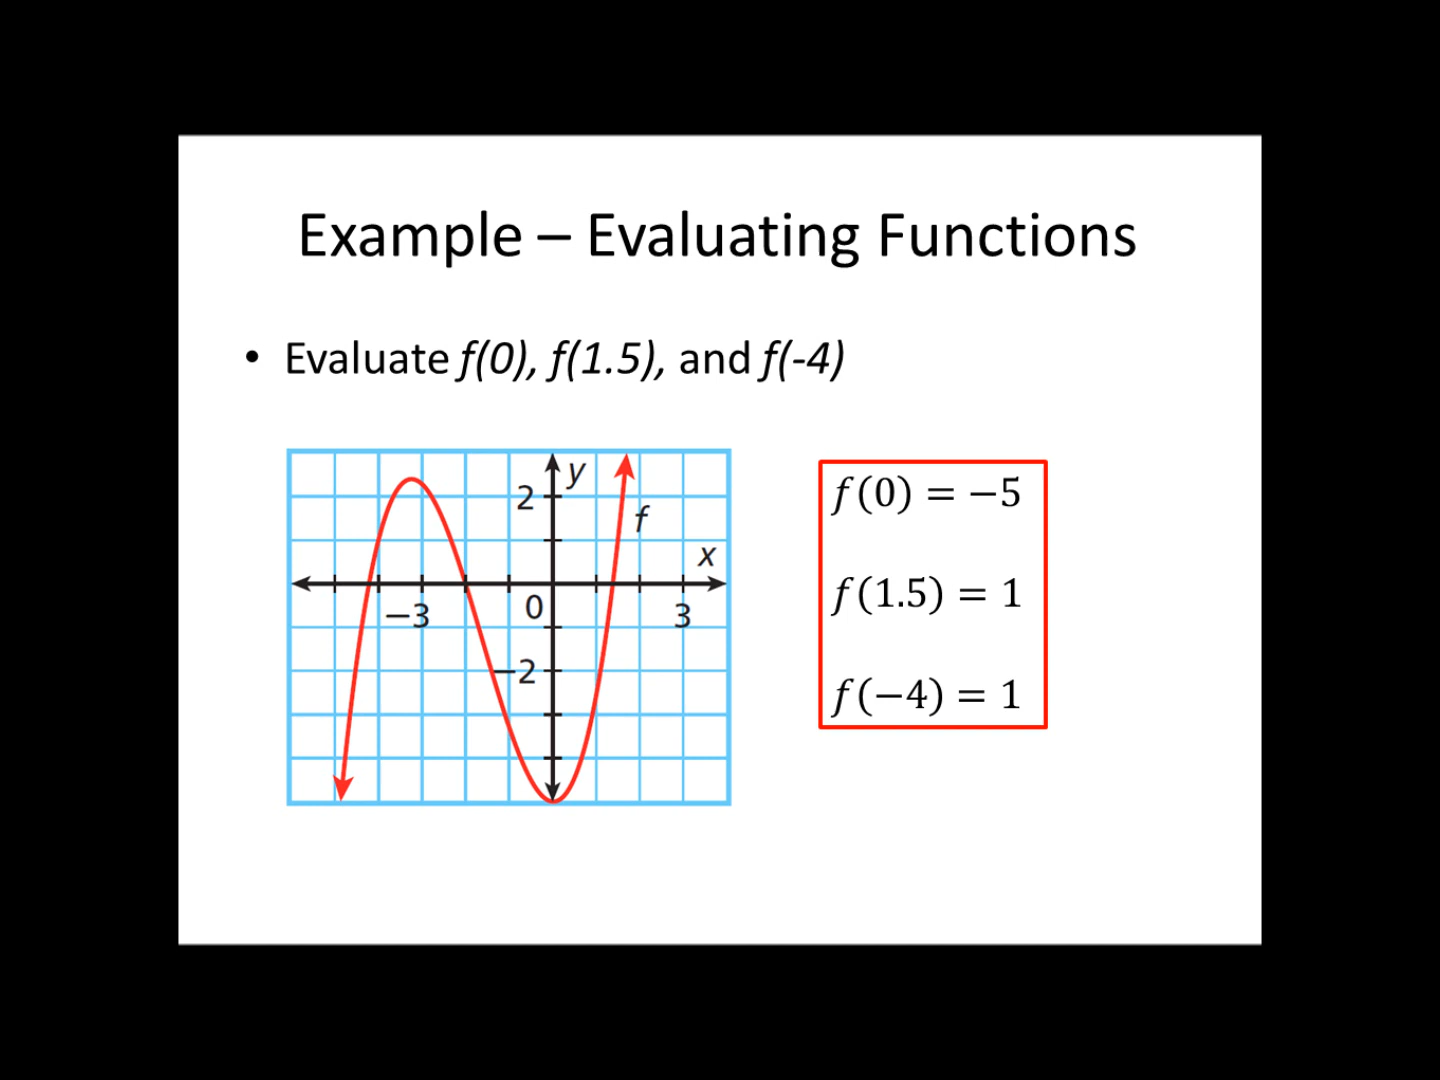 Example – Evaluating Functions
• Evaluate f(0), f(1.5), and f(-4)
y
2
f
x
−3
0
3
−2
f(0) = −5
f(1.5) = 1
f(−4) = 1